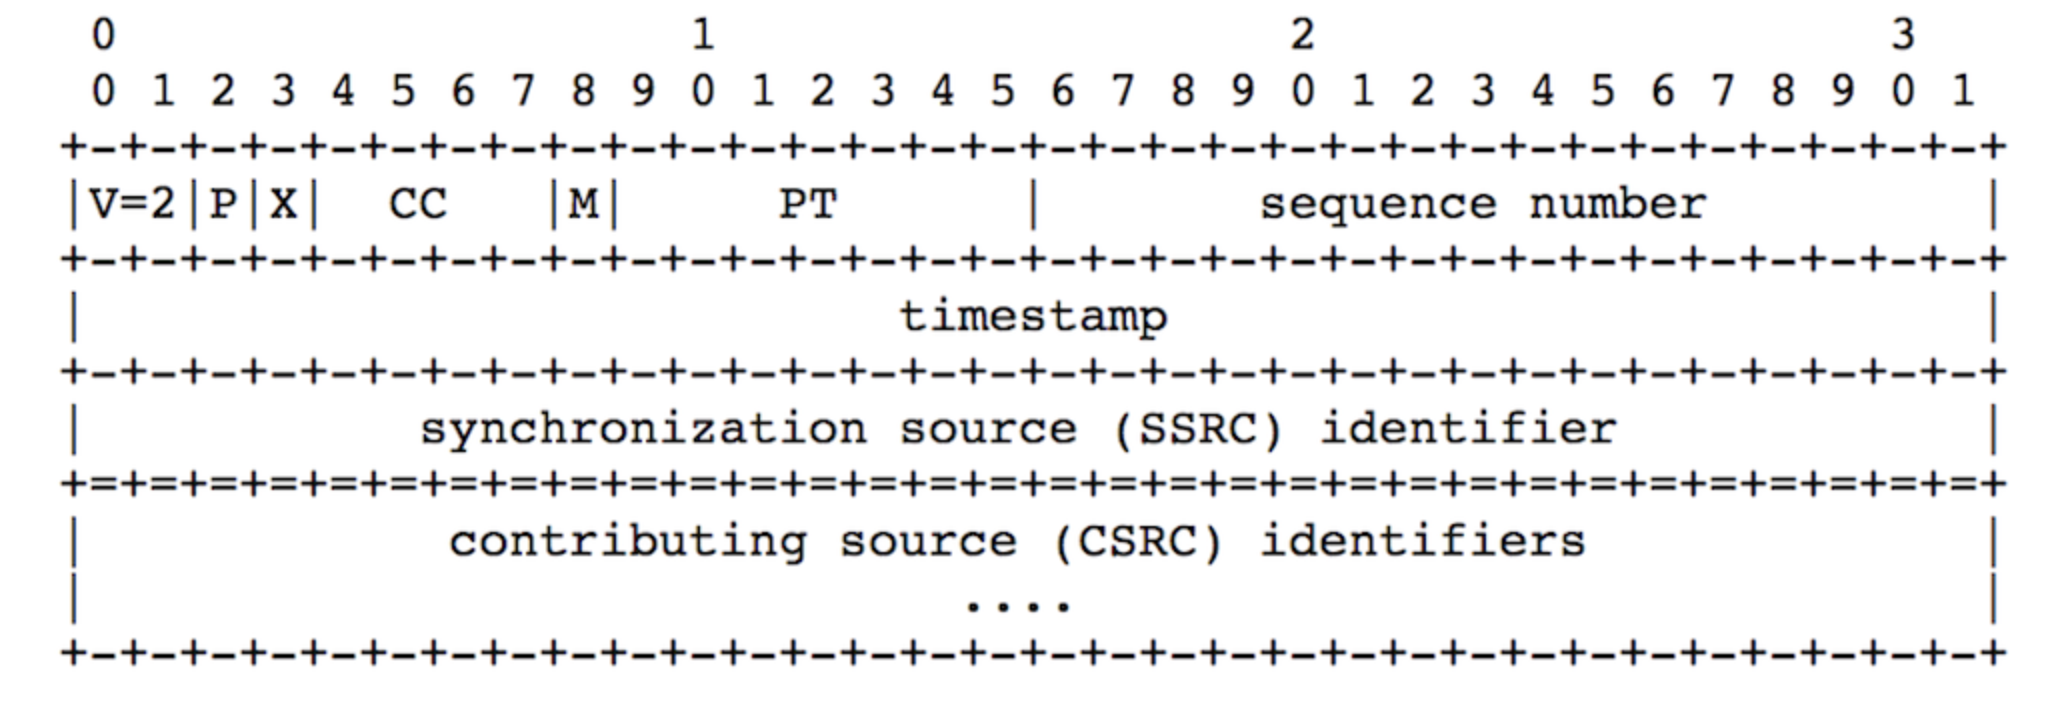 0                   1                   2                   3
 0 1 2 3 4 5 6 7 8 9 0 1 2 3 4 5 6 7 8 9 0 1 2 3 4 5 6 7 8 9 0 1
+-+-+-+-+-+-+-+-+-+-+-+-+-+-+-+-+-+-+-+-+-+-+-+-+-+-+-+-+-+-+-+-+
|V=2|P|X|  CC   |M|     PT      |       sequence number         |
+-+-+-+-+-+-+-+-+-+-+-+-+-+-+-+-+-+-+-+-+-+-+-+-+-+-+-+-+-+-+-+-+
|                           timestamp                           |
+-+-+-+-+-+-+-+-+-+-+-+-+-+-+-+-+-+-+-+-+-+-+-+-+-+-+-+-+-+-+-+-+
|           synchronization source (SSRC) identifier            |
+=+=+=+=+=+=+=+=+=+=+=+=+=+=+=+=+=+=+=+=+=+=+=+=+=+=+=+=+=+=+=+=+
|            contributing source (CSRC) identifiers             |
|                             ....                              |
+-+-+-+-+-+-+-+-+-+-+-+-+-+-+-+-+-+-+-+-+-+-+-+-+-+-+-+-+-+-+-+-+